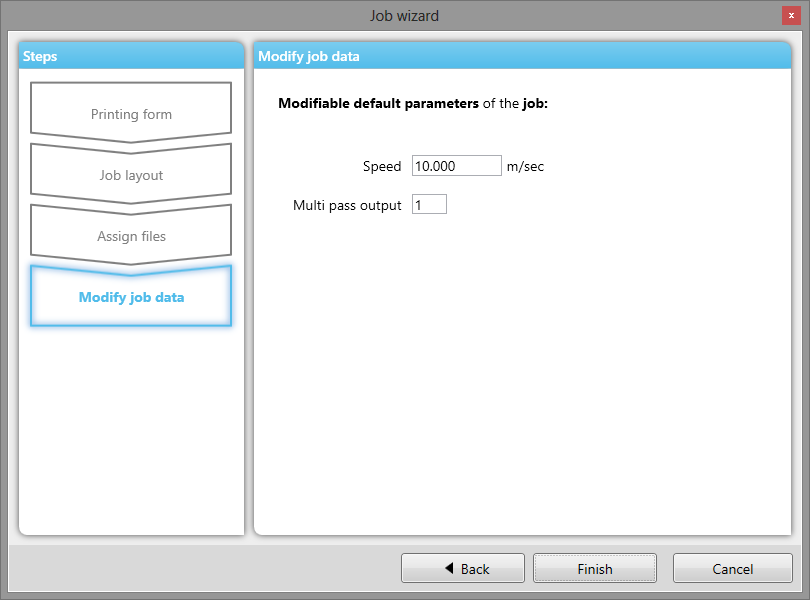 Job wizard
x
Steps
Printing form
Job layout
Assign files
Modify job data
Modify job data
Modifiable default parameters of the job:
Speed 10.000 m/sec
Multi pass output 1
Back Finish Cancel